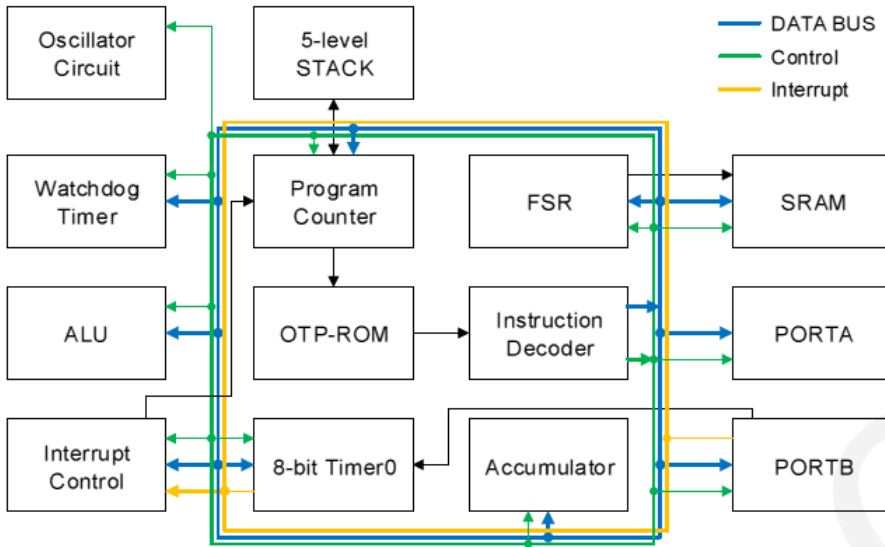 Oscillator
Circuit
5-level
STACK
DATA BUS
Control
Interrupt
Watchdog
Timer
Program
Counter
FSR
SRAM
ALU
OTP-ROM
Instruction
Decoder
PORTA
Interrupt
Control
8-bit Timer0
Accumulator
PORTB